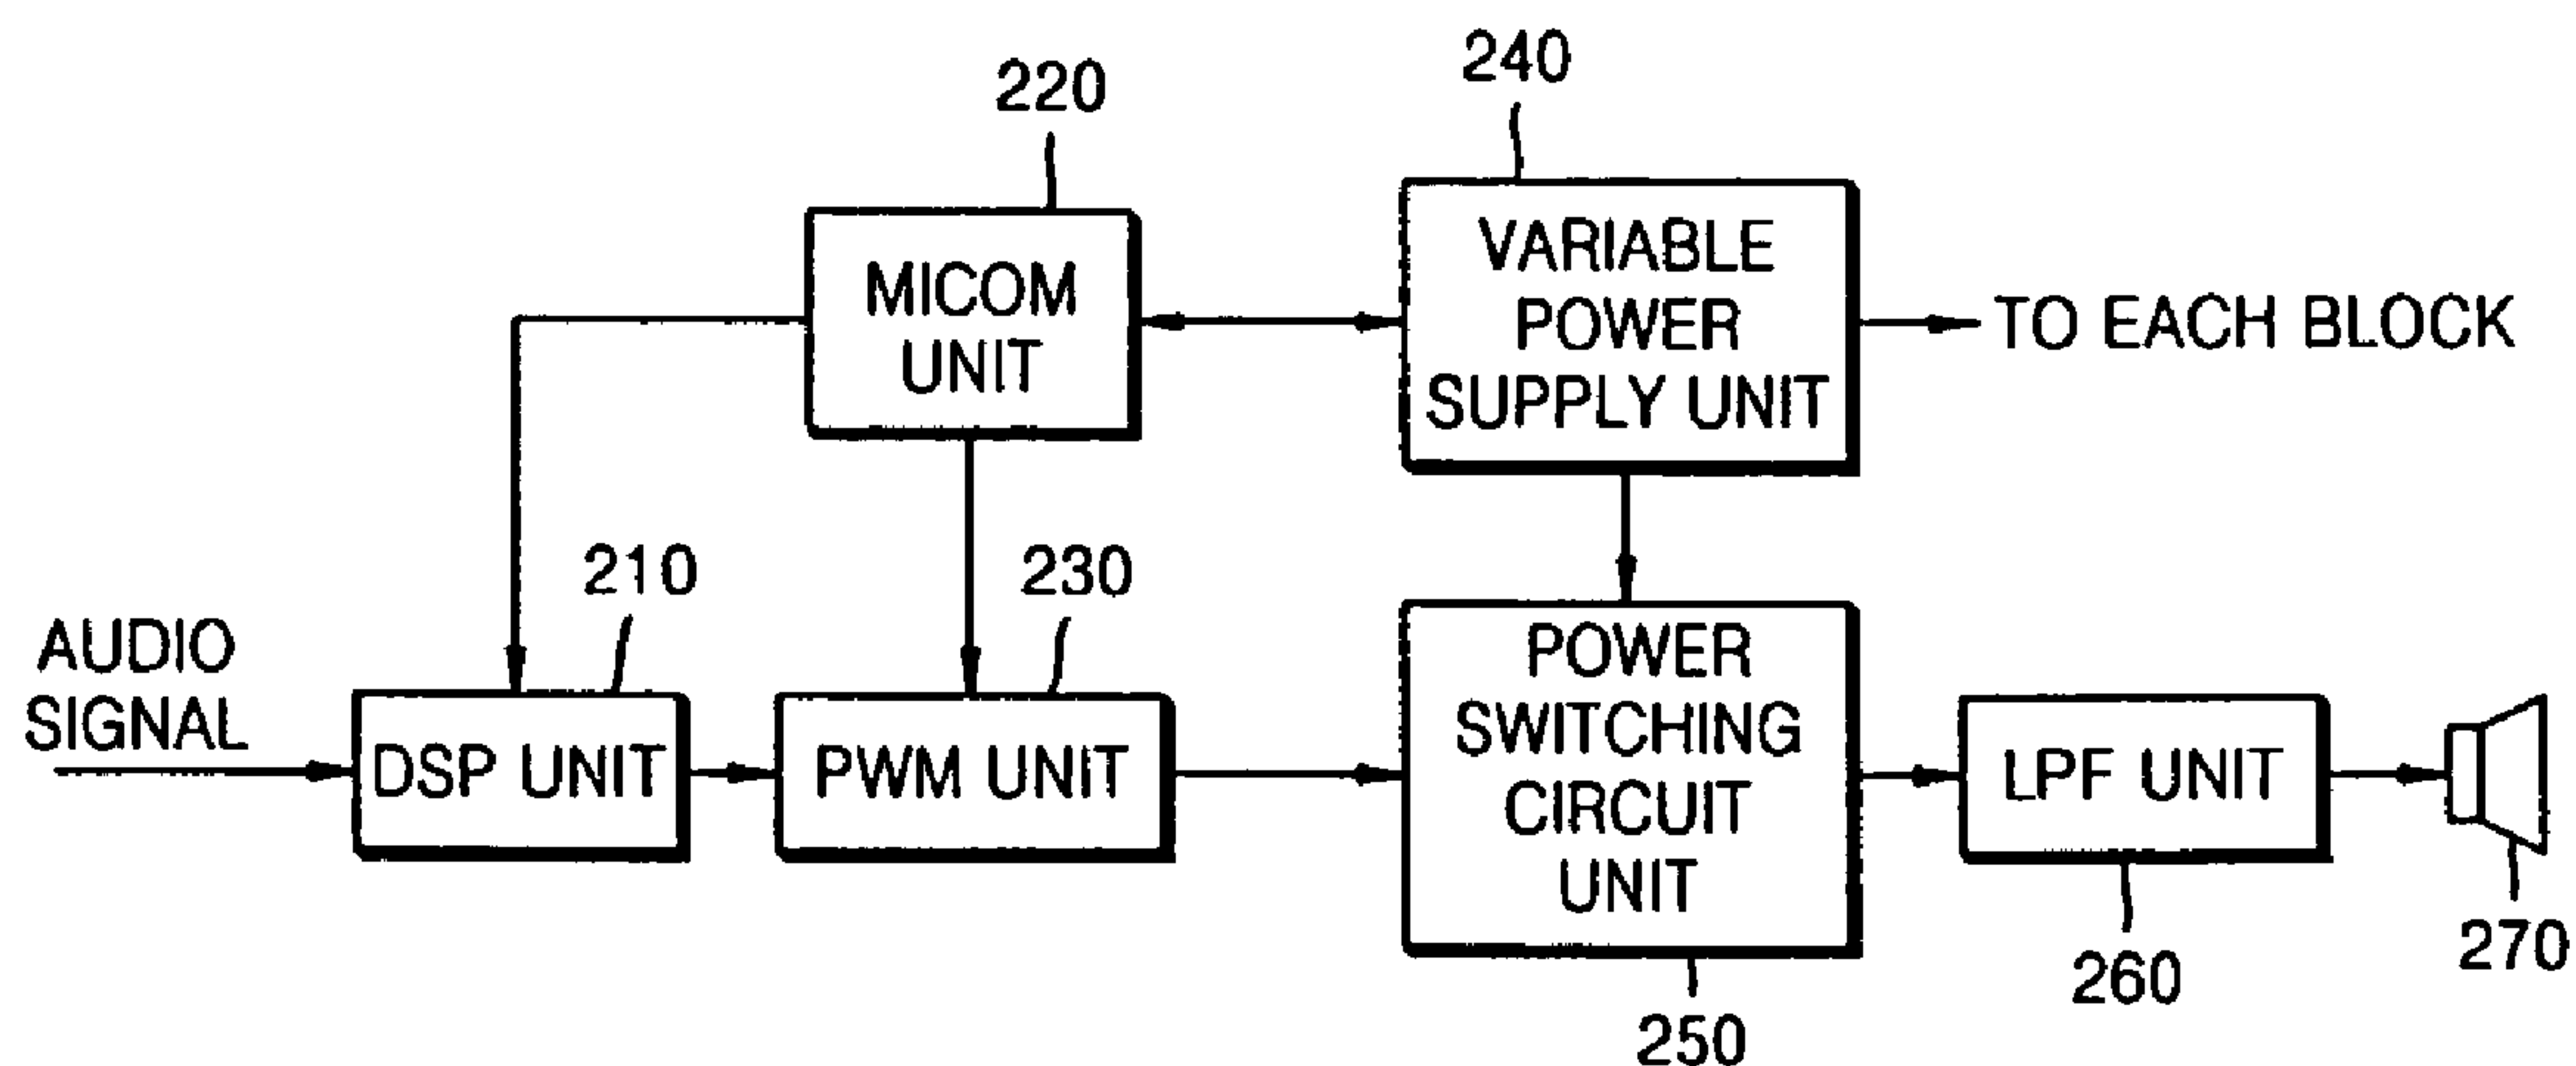 240
220
VARIABLE
POWER
SUPPLY UNIT
MICOM
UNIT
TO EACH BLOCK
210
230
AUDIO
SIGNAL
DSP UNIT
PWM UNIT
POWER
SWITCHING
CIRCUIT
UNIT
LPF UNIT
270
260
250